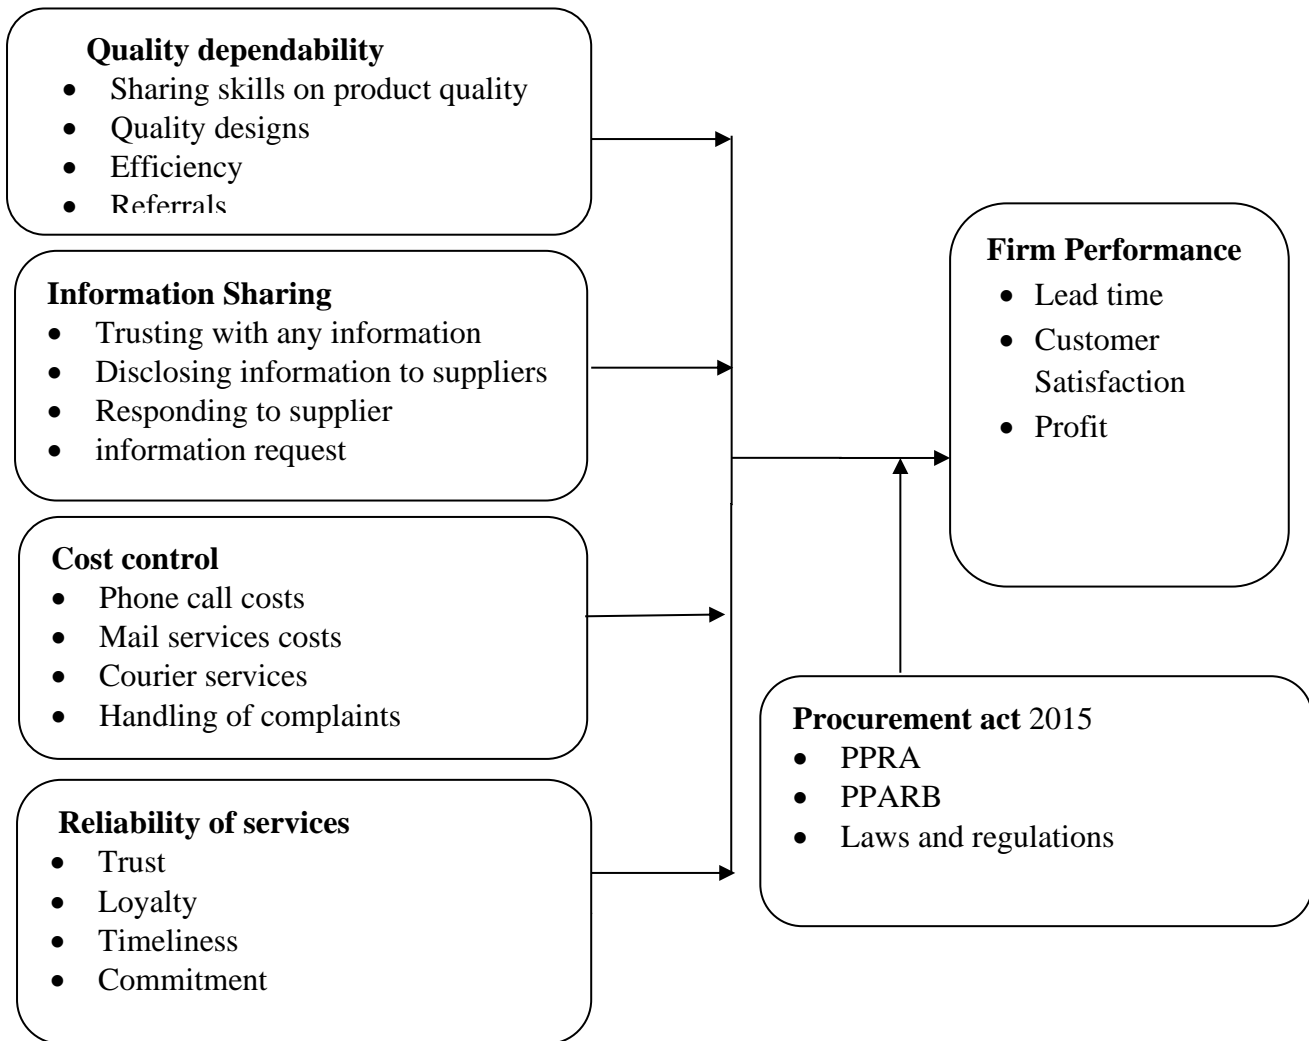 Quality dependability
• Sharing skills on product quality
• Quality designs
• Efficiency
• Referrals
Information Sharing
• Trusting with any information
• Disclosing information to suppliers
• Responding to supplier
• information request
Cost control
• Phone call costs
• Mail services costs
• Courier services
• Handling of complaints
Reliability of services
• Trust
• Loyalty
• Timeliness
• Commitment
Firm Performance
• Lead time
• Customer
Satisfaction
• Profit
Procurement act 2015
• PPRA
• PPARB
• Laws and regulations